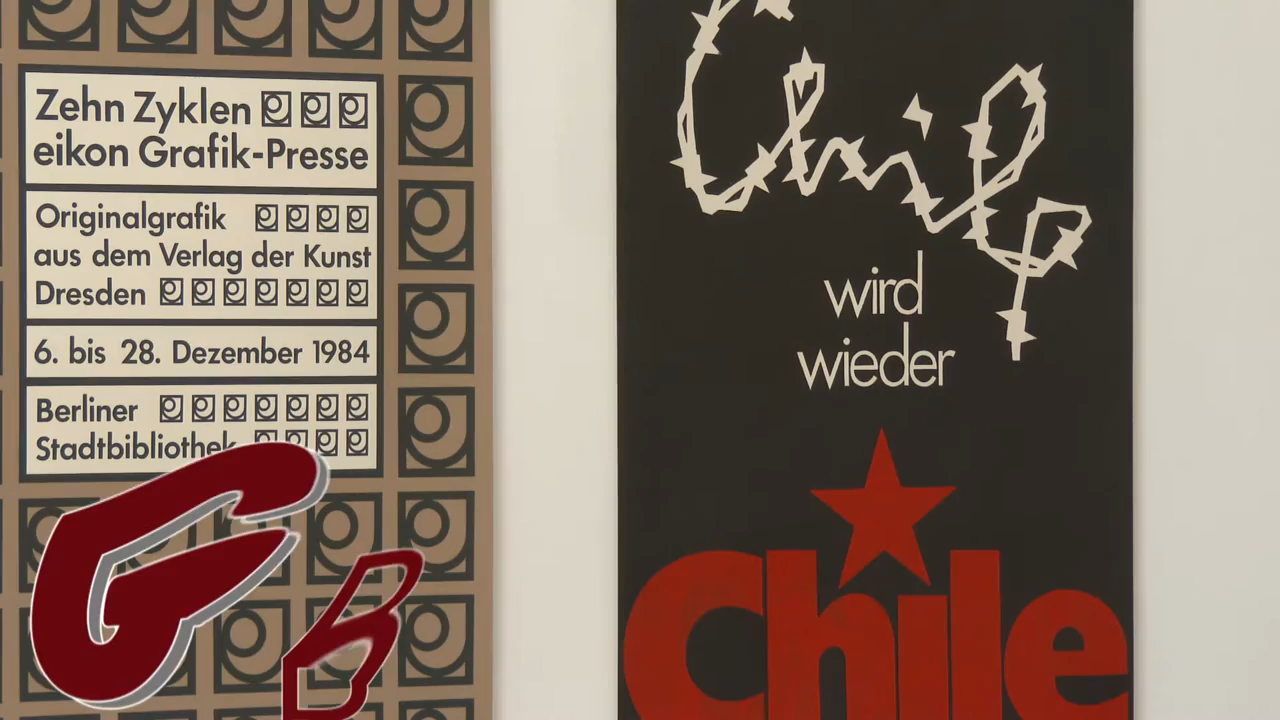 Zehn Zyklen
eikon Grafik-Presse
Originalgrafik
aus dem Verlag der Kunst
Dresden
6. bis 28. Dezember 1984
Berliner
Stadtbibliothek
Chile
wird
wieder
Chile
G
B